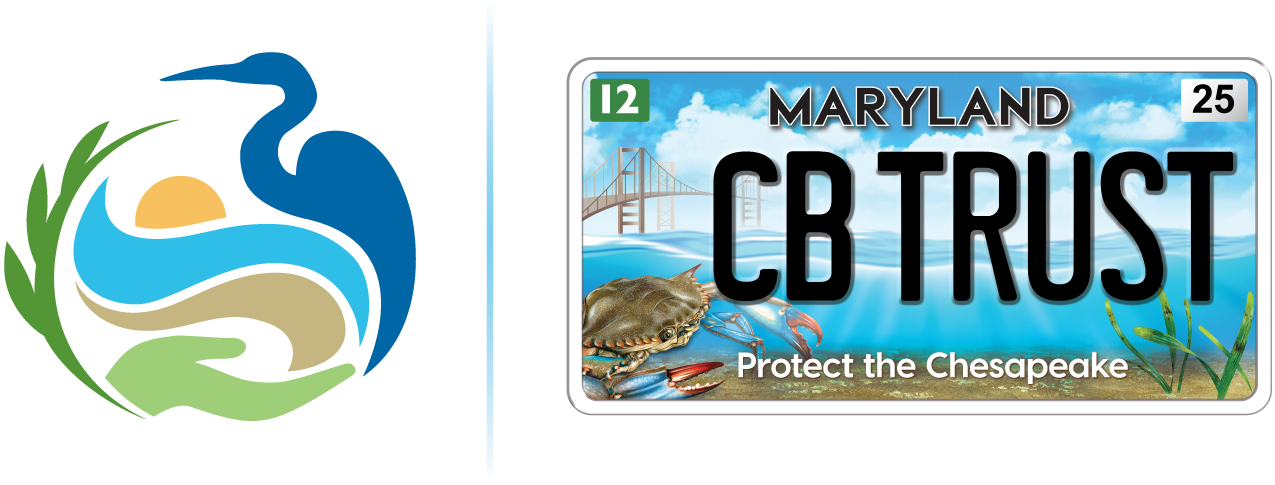 12 MARYLAND 25
CB TRUST
Protect the Chesapeake